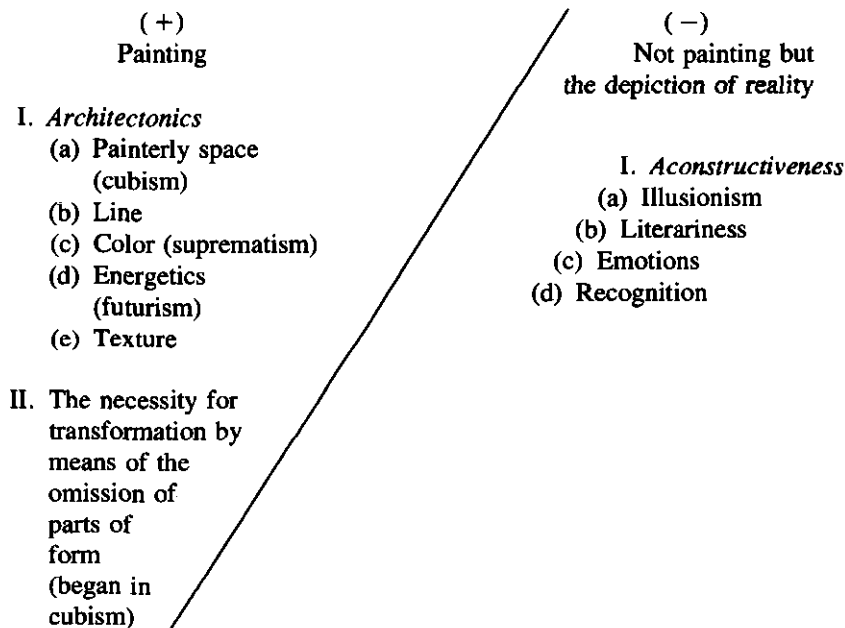 (+)
Painting
I. Architectonics
(a) Painterly space
(cubism)
(b) Line
(c) Color (suprematism)
(d) Energetics
(futurism)
(e) Texture
II. The necessity for
transformation by
means of the
omission of
parts of
form
(began in
cubism)
(−)
Not painting but
the depiction of reality
I. Aconstructiveness
(a) Illusionism
(b) Literariness
(c) Emotions
(d) Recognition